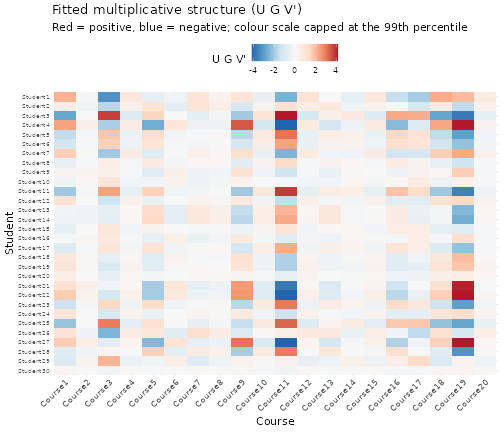 Fitted multiplicative structure (U G V')
Red = positive, blue = negative; colour scale capped at the 99th percentile
U G V'
-4 -2 0 2 4
Student1
Student2
Student3
Student4
Student5
Student6
Student7
Student8
Student9
Student10
Student11
Student12
Student13
Student14
Student15
Student16
Student17
Student18
Student19
Student20
Student21
Student22
Student23
Student24
Student25
Student26
Student27
Student28
Student29
Student30
Student
Course1
Course2
Course3
Course4
Course5
Course6
Course7
Course8
Course9
Course10
Course11
Course12
Course13
Course14
Course15
Course16
Course17
Course18
Course19
Course20
Course